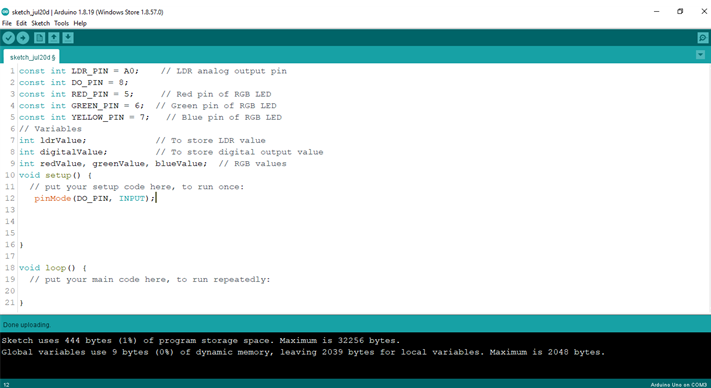 sketch_jul20d | Arduino 1.8.19 (Windows Store 1.8.57.0)
File Edit Sketch Tools Help
sketch_jul20d §
1 const int LDR_PIN = A0; // LDR analog output pin
2 const int DO_PIN = 8;
3 const int RED_PIN = 5; // Red pin of RGB LED
4 const int GREEN_PIN = 6; // Green pin of RGB LED
5 const int YELLOW_PIN = 7; // Blue pin of RGB LED
6 // Variables
7 int ldrValue; // To store LDR value
8 int digitalValue; // To store digital output value
9 int redValue, greenValue, blueValue; // RGB values
10 void setup() {
11 // put your setup code here, to run once:
12 pinMode(DO_PIN, INPUT);
13
14
15
16 }
17
18 void loop() {
19 // put your main code here, to run repeatedly:
20
21 }
Done uploading.
Sketch uses 444 bytes (1%) of program storage space. Maximum is 32256 bytes.
Global variables use 9 bytes (0%) of dynamic memory, leaving 2039 bytes for local variables. Maximum is 2048 bytes.
12 Arduino Uno on COM3